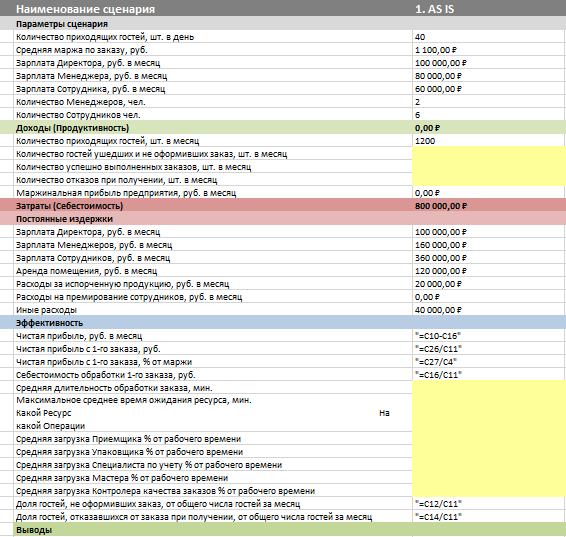 Наименование сценария 1. AS IS
Параметры сценария
Количество приходящих гостей, шт. в день 40
Средняя маржа по заказу, руб. 1 100,00 ₽
Зарплата Директора, руб. в месяц 100 000,00 ₽
Зарплата Менеджера, руб. в месяц 80 000,00 ₽
Зарплата Сотрудника, руб. в месяц 60 000,00 ₽
Количество Менеджеров, чел. 2
Количество Сотрудников чел. 6
Доходы (Продуктивность) 0,00 ₽
Количество приходящих гостей, шт. в месяц 1200
Количество гостей ушедших и не оформивших заказ, шт. в месяц
Количество успешно выполненных заказов, шт. в месяц
Количество отказов при получении, шт. в месяц
Маржинальная прибыль предприятия, руб. в месяц 0,00 ₽
Затраты (Себестоимость) 800 000,00 ₽
Постоянные издержки
Зарплата Директора, руб. в месяц 100 000,00 ₽
Зарплата Менеджеров, руб. в месяц 160 000,00 ₽
Зарплата Сотрудников, руб. в месяц 360 000,00 ₽
Аренда помещения, руб. в месяц 120 000,00 ₽
Расходы за испорченную продукцию, руб. в месяц 20 000,00 ₽
Расходы на премирование сотрудников, руб. в месяц 0,00 ₽
Иные расходы 40 000,00 ₽
Эффективность
Чистая прибыль, руб. в месяц "=C10-C16"
Чистая прибыль с 1-го заказа, руб. "=C26/C11"
Чистая прибыль с 1-го заказа, % от маржи "=C27/C4"
Себестоимость обработки 1-го заказа, руб. "=C16/C11"
Средняя длительность обработки заказа, мин.
Максимальное среднее время ожидания ресурса, мин.
Какой Ресурс На
какой Операции
Средняя загрузка Приемщика % от рабочего времени
Средняя загрузка Упаковщика % от рабочего времени
Средняя загрузка Специалиста по учету % от рабочего времени
Средняя загрузка Мастера % от рабочего времени
Средняя загрузка Контролера качества заказов % от рабочего времени
Доля гостей, не оформивших заказ, от общего числа гостей за месяц "=C12/C11"
Доля гостей, отказавшихся от заказа при получении, от общего числа гостей за месяц "=C14/C11"
Выводы